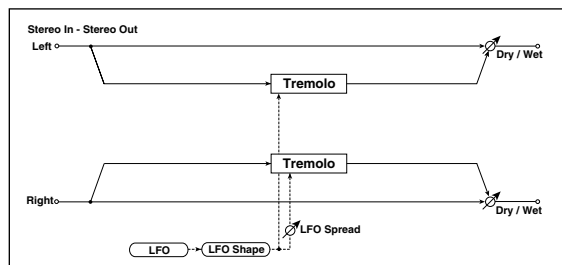 Stereo In - Stereo Out
Left
Dry / Wet
Tremolo
Tremolo
Right
Dry / Wet
LFO Spread
LFO
LFO Shape